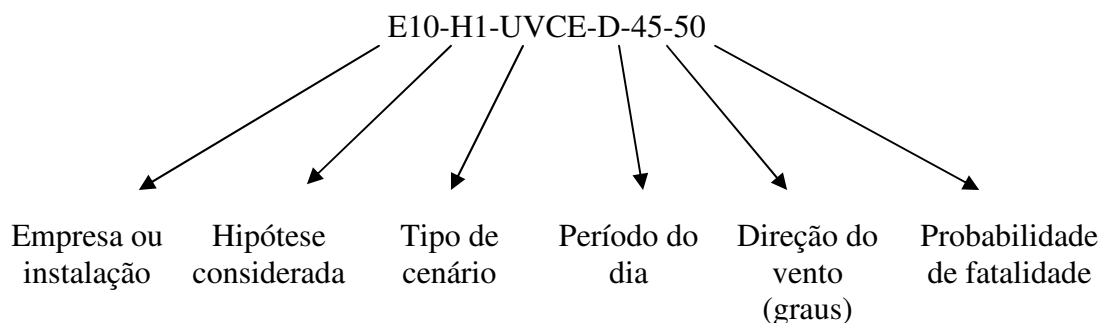 E10-H1-UVCE-D-45-50
Empresa ou
instalação
Hipótese
considerada
Tipo de
cenário
Período do
dia
Direção do
vento
(graus)
Probabilidade
de fatalidade